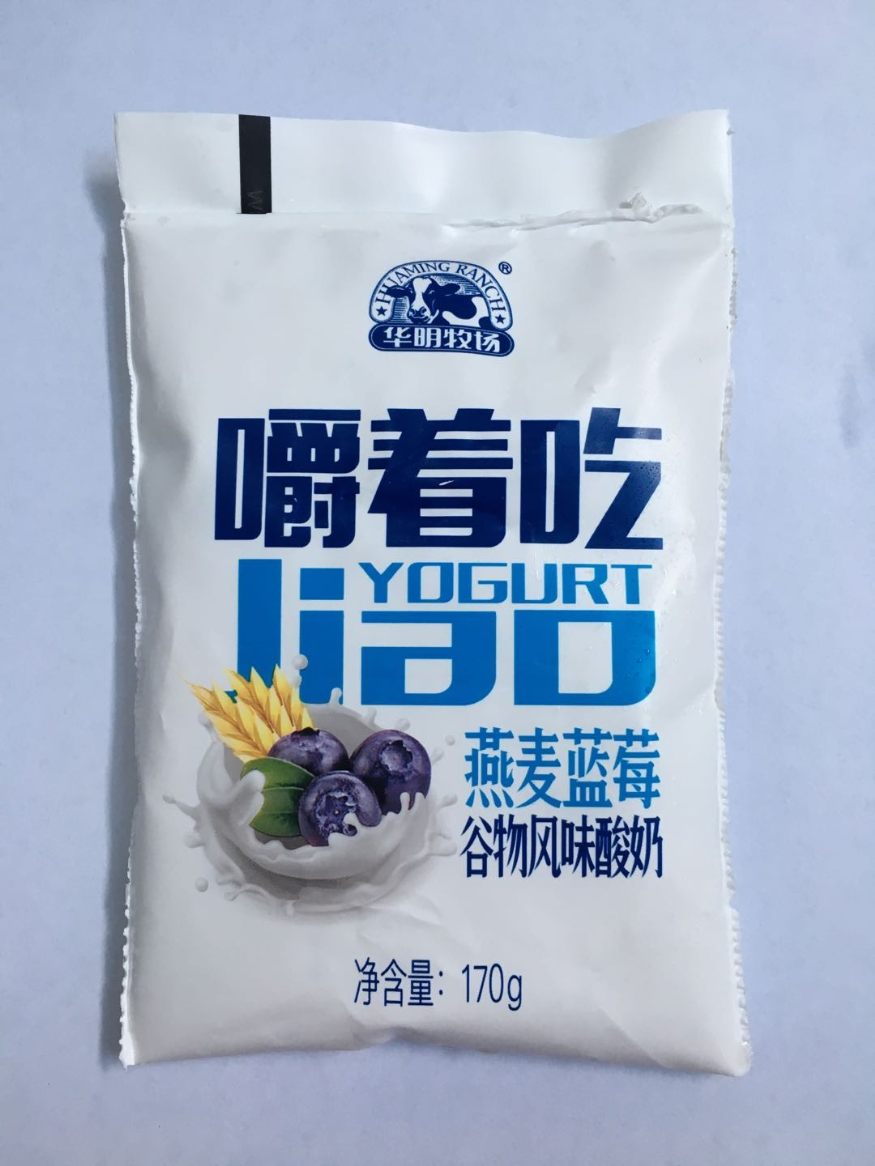 HUAMING RANCH®
华明牧场
嚼着吃
YOGURT
Jiao
燕麦蓝莓
谷物风味酸奶
净含量：170g